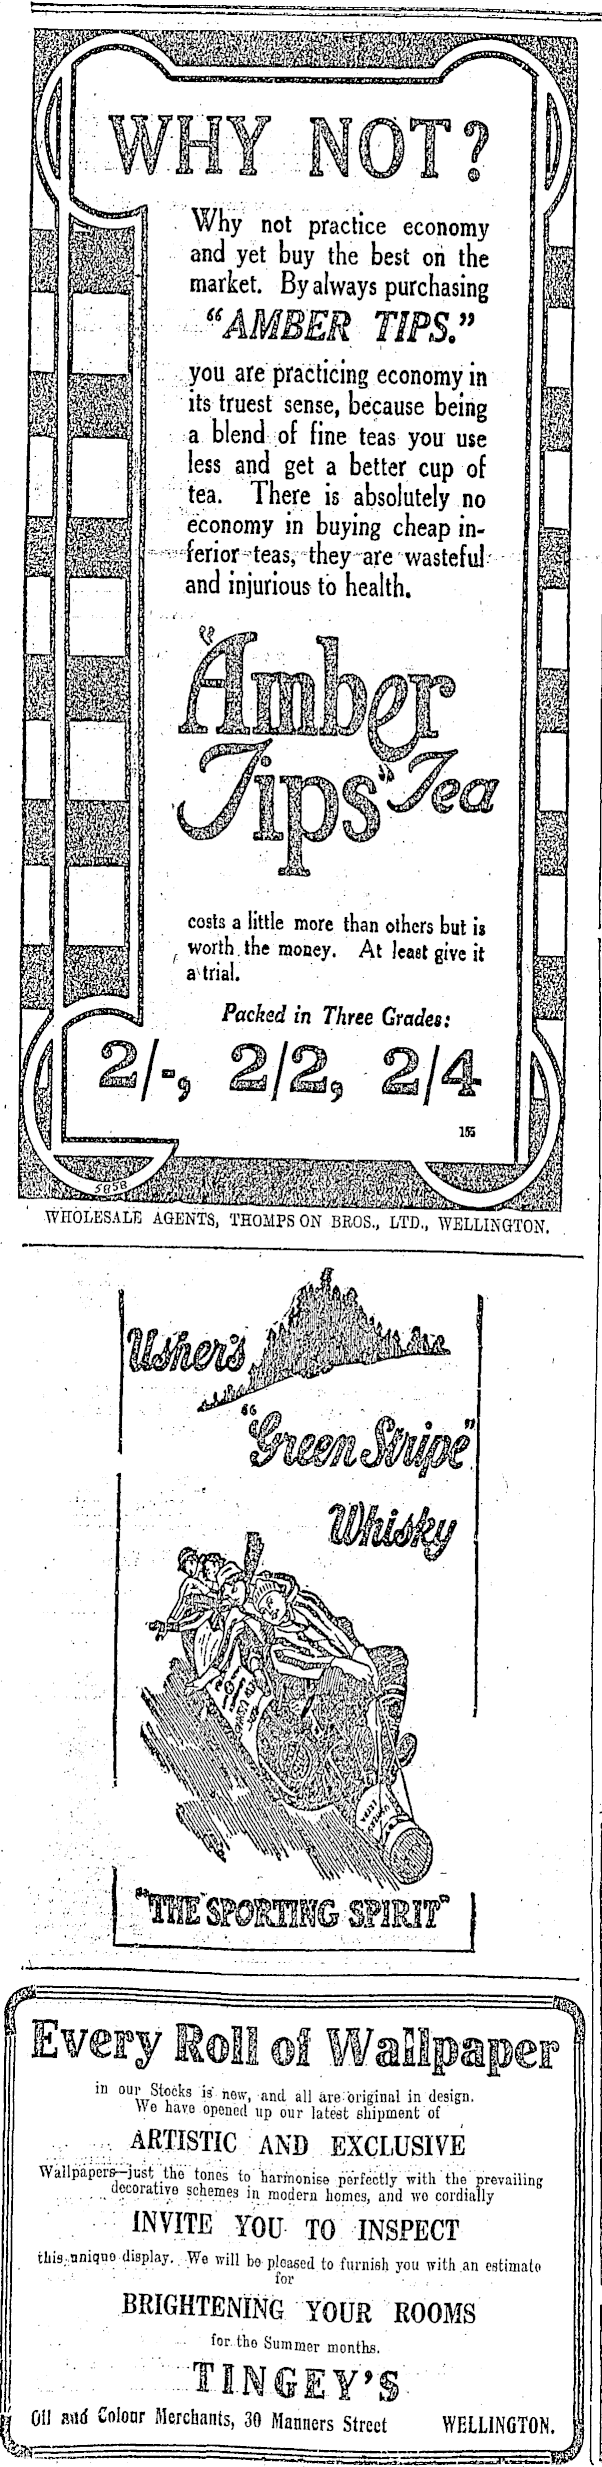 WHY NOT?
Why not practice economy
and yet buy the best on the
market. By always purchasing
"AMBER TIPS."
you are practicing economy in
its truest sense, because being
a blend of fine teas you use
less and get a better cup of
tea. There is absolutely no
economy in buying cheap in-
ferior teas, they are wasteful
and injurious to health.
"Amber
Tips" Tea
costs a little more than others but is
worth the money. At least give it
a trial.
Packed in Three Grades:
2/-, 2/2, 2/4
155
5058
WHOLESALE AGENTS, THOMPSON BROS., LTD., WELLINGTON.
Usher's
"Green Stripe"
Whisky
"THE SPORTING SPIRIT"
Every Roll of Wallpaper
in our Stocks is new, and all are original in design.
We have opened up our latest shipment of
ARTISTIC AND EXCLUSIVE
Wallpapers—just the tones to harmonise perfectly with the prevailing
decorative schemes in modern homes, and we cordially
INVITE YOU TO INSPECT
this unique display. We will be pleased to furnish you with an estimate
for
BRIGHTENING YOUR ROOMS
for the Summer months.
TINGEY'S
Oil and Colour Merchants, 30 Manners Street WELLINGTON.